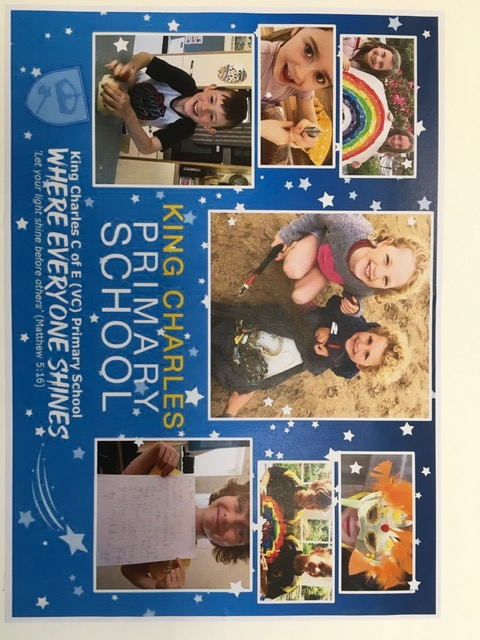 KING CHARLES
PRIMARY
SCHOOL
King Charles C of E (VC) Primary School
WHERE EVERYONE SHINES
'Let your light shine before others' (Matthew 5:16)